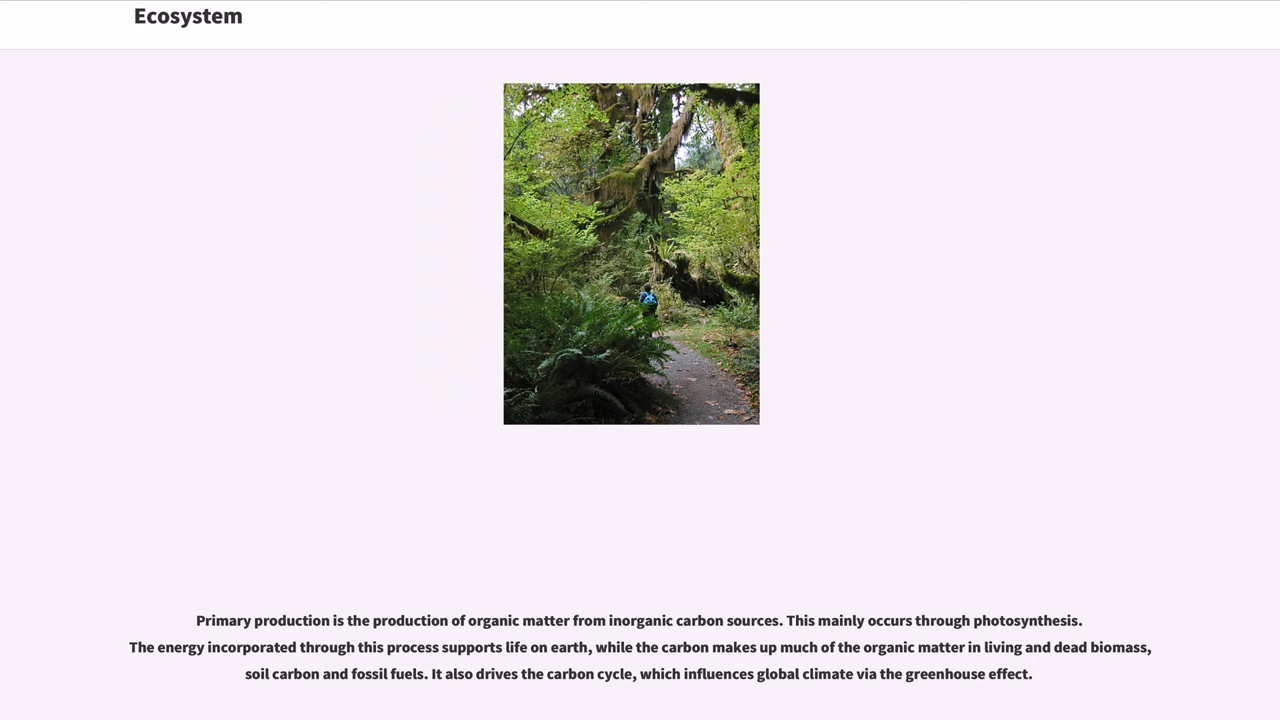 Ecosystem
Primary production is the production of organic matter from inorganic carbon sources. This mainly occurs through photosynthesis.
The energy incorporated through this process supports life on earth, while the carbon makes up much of the organic matter in living and dead biomass,
soil carbon and fossil fuels. It also drives the carbon cycle, which influences global climate via the greenhouse effect.